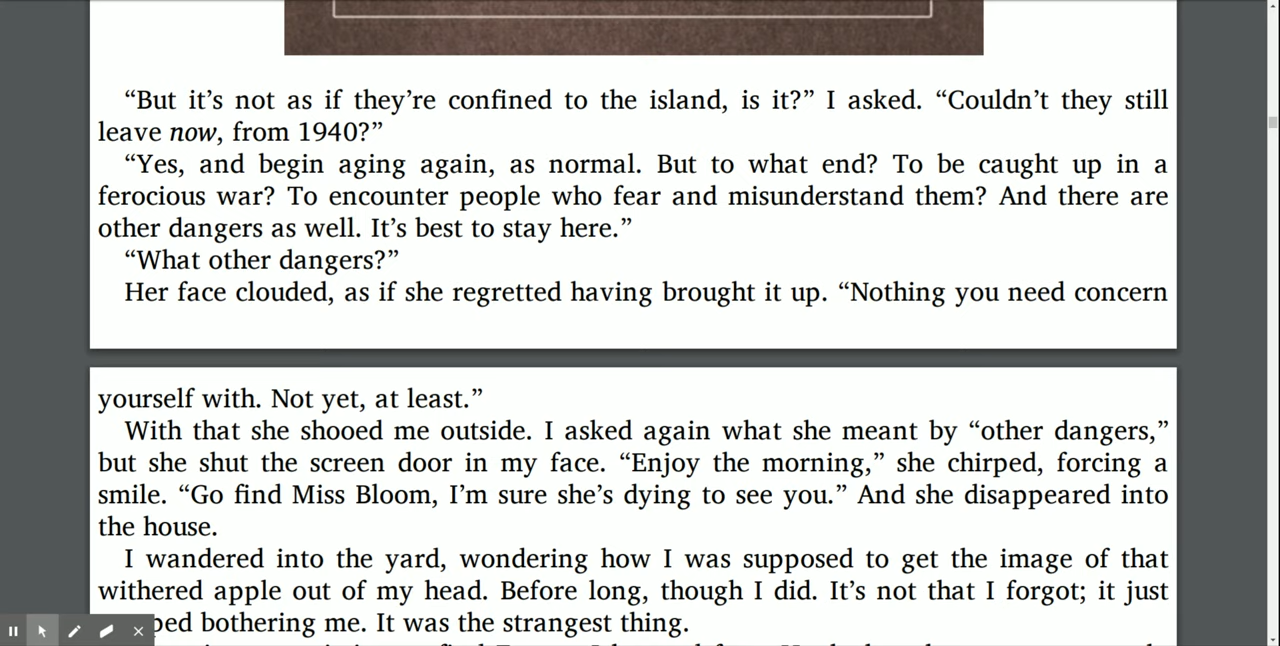 “But it’s not as if they’re confined to the island, is it?” I asked. “Couldn’t they still
leave now, from 1940?”
“Yes, and begin aging again, as normal. But to what end? To be caught up in a
ferocious war? To encounter people who fear and misunderstand them? And there are
other dangers as well. It’s best to stay here.”
“What other dangers?”
Her face clouded, as if she regretted having brought it up. “Nothing you need concern
yourself with. Not yet, at least.”
With that she shooed me outside. I asked again what she meant by “other dangers,”
but she shut the screen door in my face. “Enjoy the morning,” she chirped, forcing a
smile. “Go find Miss Bloom, I’m sure she’s dying to see you.” And she disappeared into
the house.
I wandered into the yard, wondering how I was supposed to get the image of that
withered apple out of my head. Before long, though I did. It’s not that I forgot; it just
ped bothering me. It was the strangest thing.